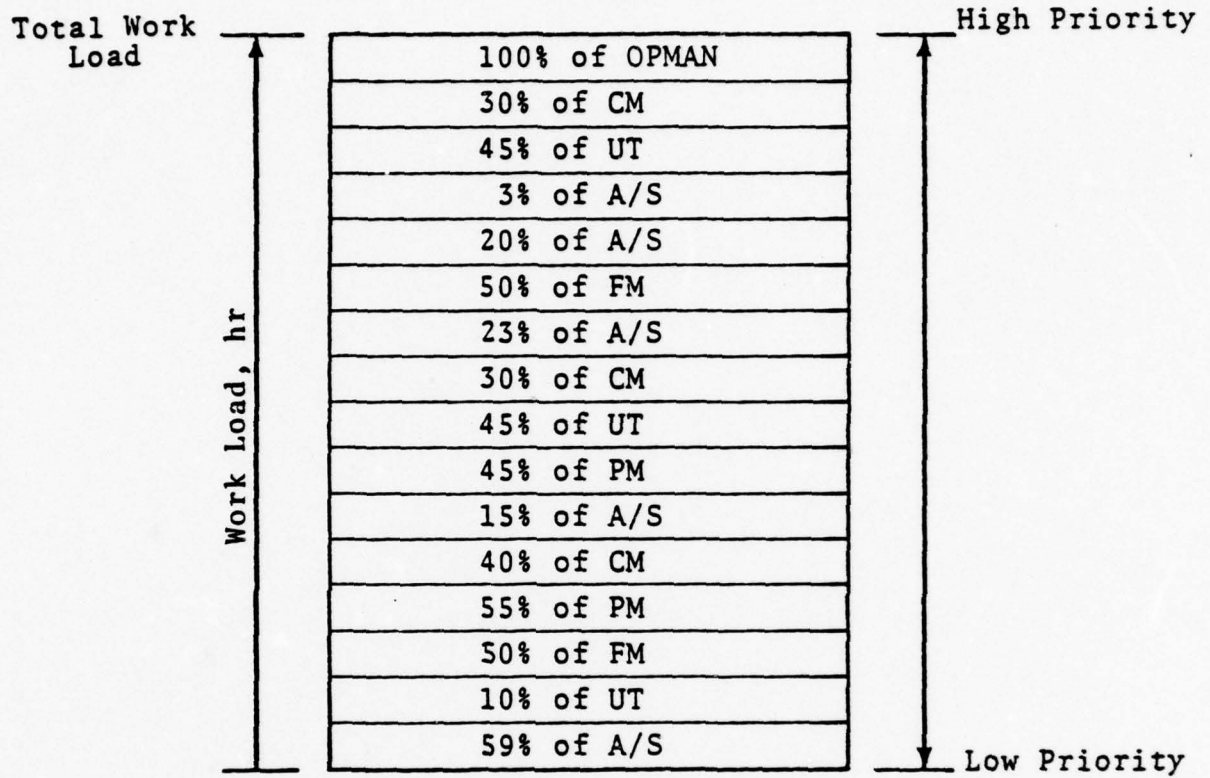 Total Work
Load
High Priority
100% of OPMAN
30% of CM
45% of UT
3% of A/S
20% of A/S
50% of FM
23% of A/S
30% of CM
45% of UT
45% of PM
15% of A/S
40% of CM
55% of PM
50% of FM
10% of UT
59% of A/S
Work Load, hr
Low Priority